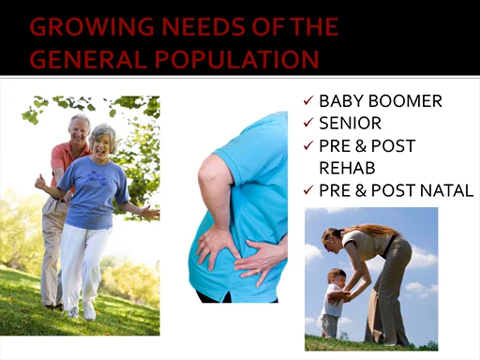 GROWING NEEDS OF THE
GENERAL POPULATION
✓ BABY BOOMER
✓ SENIOR
✓ PRE & POST
REHAB
✓ PRE & POST NATAL